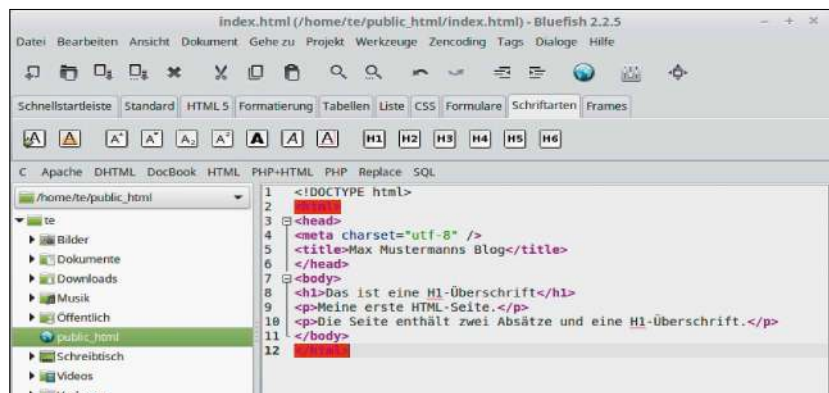 index.html (/home/te/public_html/index.html) - Bluefish 2.2.5
Datei Bearbeiten Ansicht Dokument Gehe zu Projekt Werkzeuge Zencoding Tags Dialoge Hilfe
Schnellstartleiste Standard HTML 5 Formatierung Tabellen Liste CSS Formulare Schriftarten Frames
A A A A A₂ A² A A A H1 H2 H3 H4 H5 H6
C Apache DHTML DocBook HTML PHP+HTML PHP Replace SQL
/home/te/public_html
te
Bilder
Dokumente
Downloads
Musik
Öffentlich
public_html
Schreibtisch
Videos
1 <!DOCTYPE html>
2 <html>
3 <head>
4 <meta charset="utf-8" />
5 <title>Max Mustermanns Blog</title>
6 </head>
7 <body>
8 <h1>Das ist eine H1-Überschrift</h1>
9 <p>Meine erste HTML-Seite.</p>
10 <p>Die Seite enthält zwei Absätze und eine H1-Überschrift.</p>
11 </body>
12 </html>